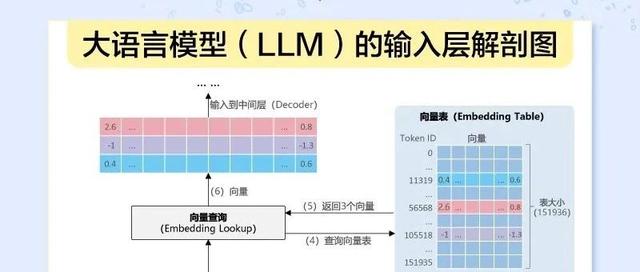 大语言模型（LLM）的输入层解剖图
... ...
输入到中间层（Decoder）
2.6 ... ... 0.8
-1 ... ... -1.3
0.4 ... ... 0.6
（6）向量
向量查询
(Embedding Lookup)
（5）返回3个向量
（4）查询向量表
向量表（Embedding Table）
Token ID 向量
0
...
11319 0.4 ... ... 0.6
...
56568 2.6 ... ... 0.8
...
105518 -1 ... ... -1.3
...
151935
表大小
(151936)